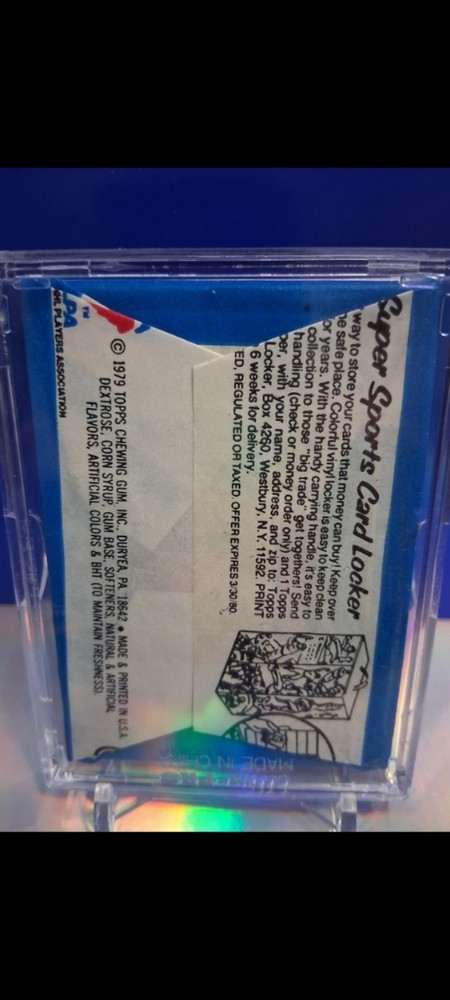 Super Sports Card Locker
way to store your cards that money can buy! Keep over
safe place. Colorful vinyl locker is easy to keep clean
for years. With the handy carrying handle, it's easy to
collection to those "big trade" get togethers! Send
handling (check or money order only) and 1 Topps
with your name, address, and zip to: Topps
Locker, Box 4260, Westbury, N.Y. 11592. PRINT
6 weeks for delivery.
ED, REGULATED OR TAXED. OFFER EXPIRES 3/30/80.
TM
PA
HL PLAYERS ASSOCIATION
© 1979 TOPPS CHEWING GUM, INC., DURYEA, PA. 18642 • MADE & PRINTED IN U.S.A.
DEXTROSE, CORN SYRUP, GUM BASE, SOFTENERS, NATURAL & ARTIFICIAL
FLAVORS, ARTIFICIAL COLORS & BHT (TO MAINTAIN FRESHNESS).
MADE IN CHINA